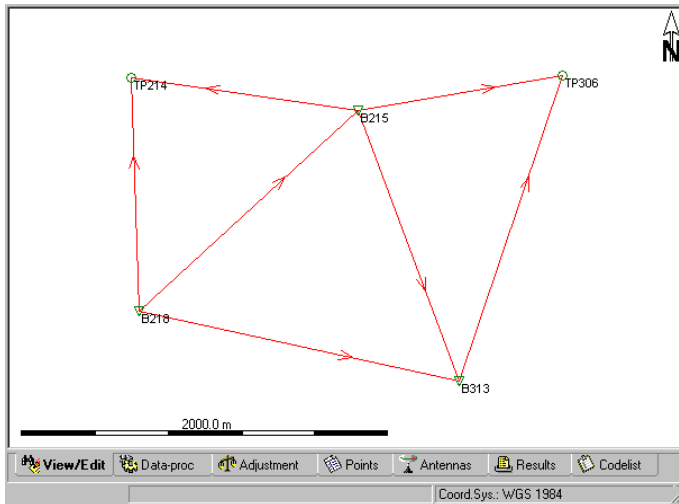 N
TP214
TP306
B215
B218
B313
2000.0 m
View/Edit Data-proc Adjustment Points Antennas Results Codelist
Coord.Sys.: WGS 1984